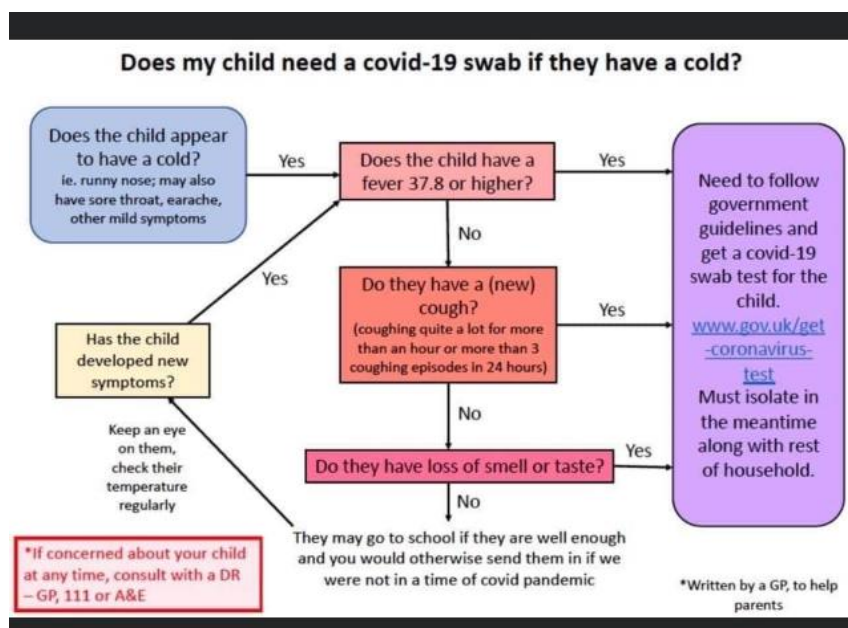 Does my child need a covid-19 swab if they have a cold?
Does the child appear
to have a cold?
ie. runny nose; may also
have sore throat, earache,
other mild symptoms
Yes
Does the child have a
fever 37.8 or higher?
Yes
No
Do they have a (new)
cough?
(coughing quite a lot for more
than an hour or more than 3
coughing episodes in 24 hours)
Yes
No
Do they have loss of smell or taste?
Yes
No
They may go to school if they are well enough
and you would otherwise send them in if we
were not in a time of covid pandemic
Has the child
developed new
symptoms?
Yes
Keep an eye
on them,
check their
temperature
regularly
Need to follow
government
guidelines and
get a covid-19
swab test for the
child.
www.gov.uk/get
-coronavirus-
test
Must isolate in
the meantime
along with rest
of household.
*If concerned about your child
at any time, consult with a DR
– GP, 111 or A&E
*Written by a GP, to help
parents